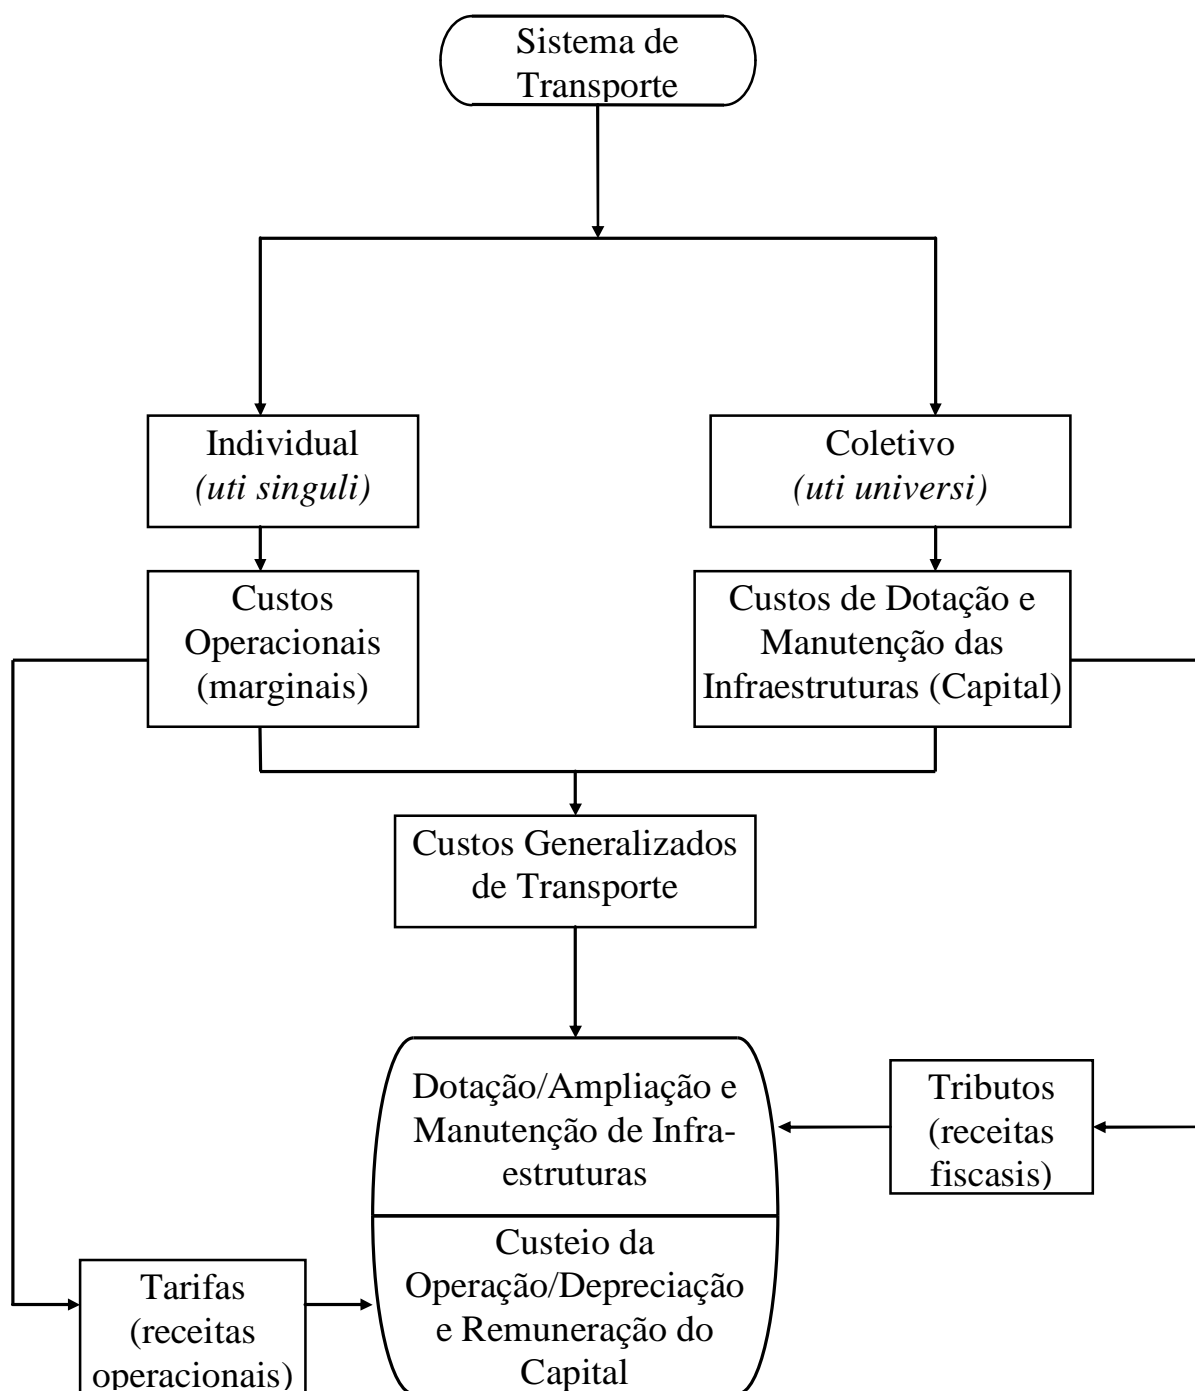 Sistema de
Transporte
Individual
(uti singuli)
Coletivo
(uti universi)
Custos
Operacionais
(marginais)
Custos de Dotação e
Manutenção das
Infraestruturas (Capital)
Custos Generalizados
de Transporte
Dotação/Ampliação e
Manutenção de Infra-
estruturas
Tributos
(receitas
fiscasis)
Custeio da
Operação/Depreciação
e Remuneração do
Capital
Tarifas
(receitas
operacionais)